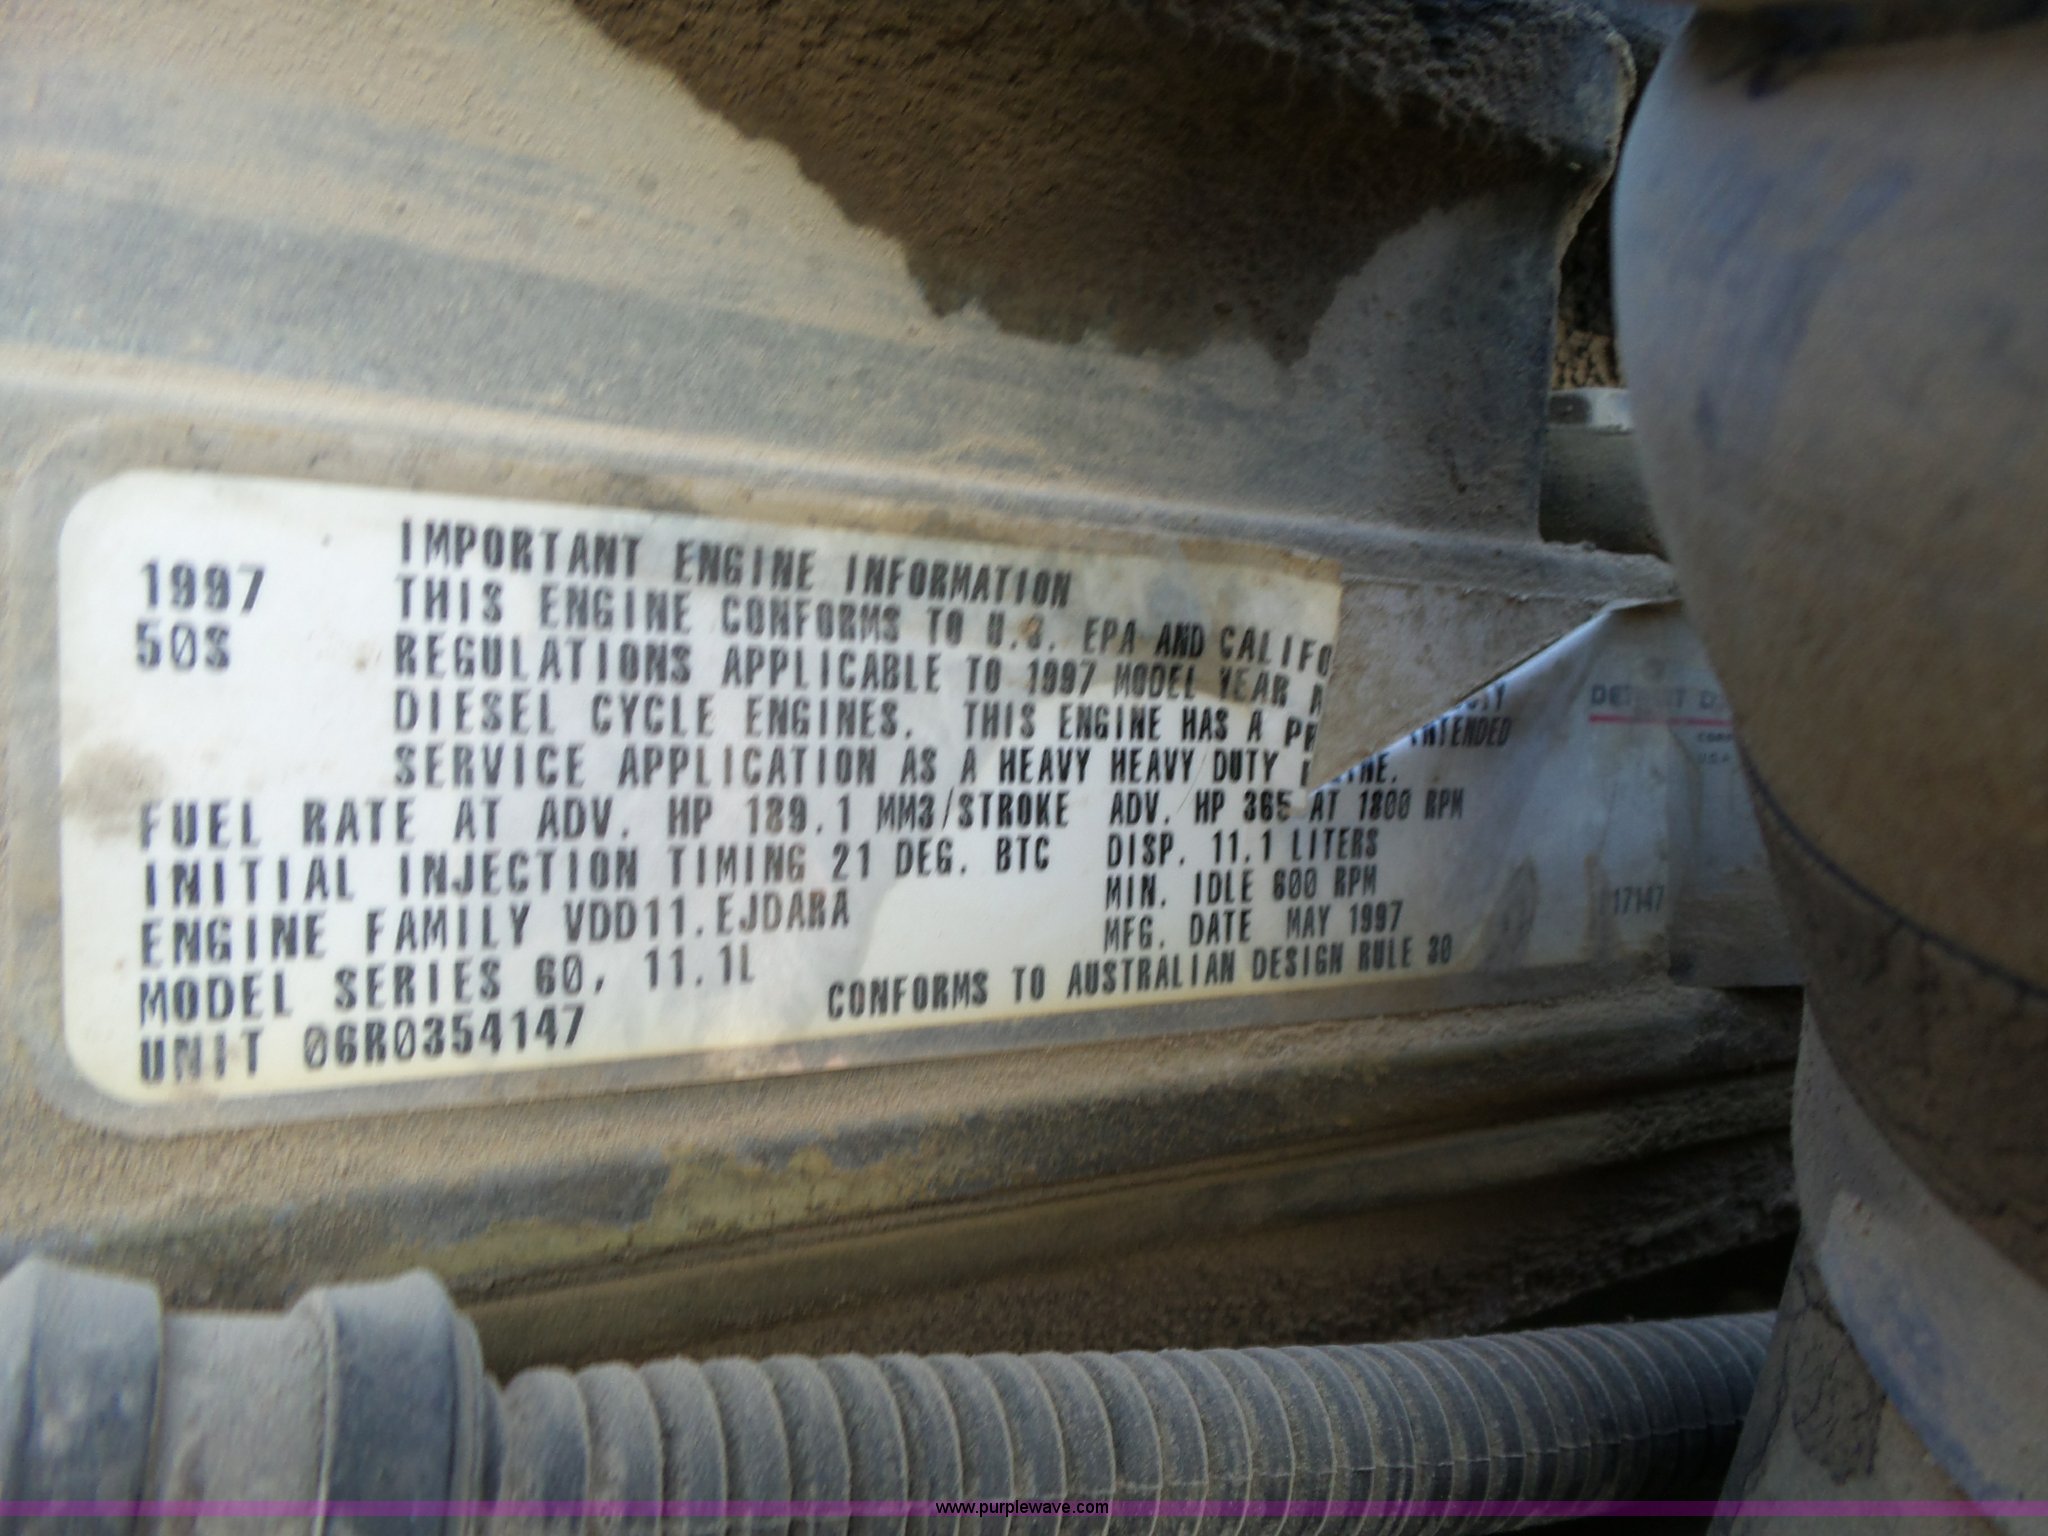 1997
50S
IMPORTANT ENGINE INFORMATION
THIS ENGINE CONFORMS TO U.S. EPA AND CALIFO
REGULATIONS APPLICABLE TO 1997 MODEL YEAR
DIESEL CYCLE ENGINES. THIS ENGINE HAS A INTENDED
SERVICE APPLICATION AS A HEAVY HEAVY DUTY
FUEL RATE AT ADV. HP 189.1 MM3/STROKE ADV. HP 365 AT 1800 RPM
INITIAL INJECTION TIMING 21 DEG. BTC DISP. 11.1 LITERS
MIN. IDLE 600 RPM
ENGINE FAMILY VDD11.EJDARA MFG. DATE MAY 1997
MODEL SERIES 60, 11.1L CONFORMS TO AUSTRALIAN DESIGN RULE 30
UNIT 06R0354147
17147
www.purplewave.com